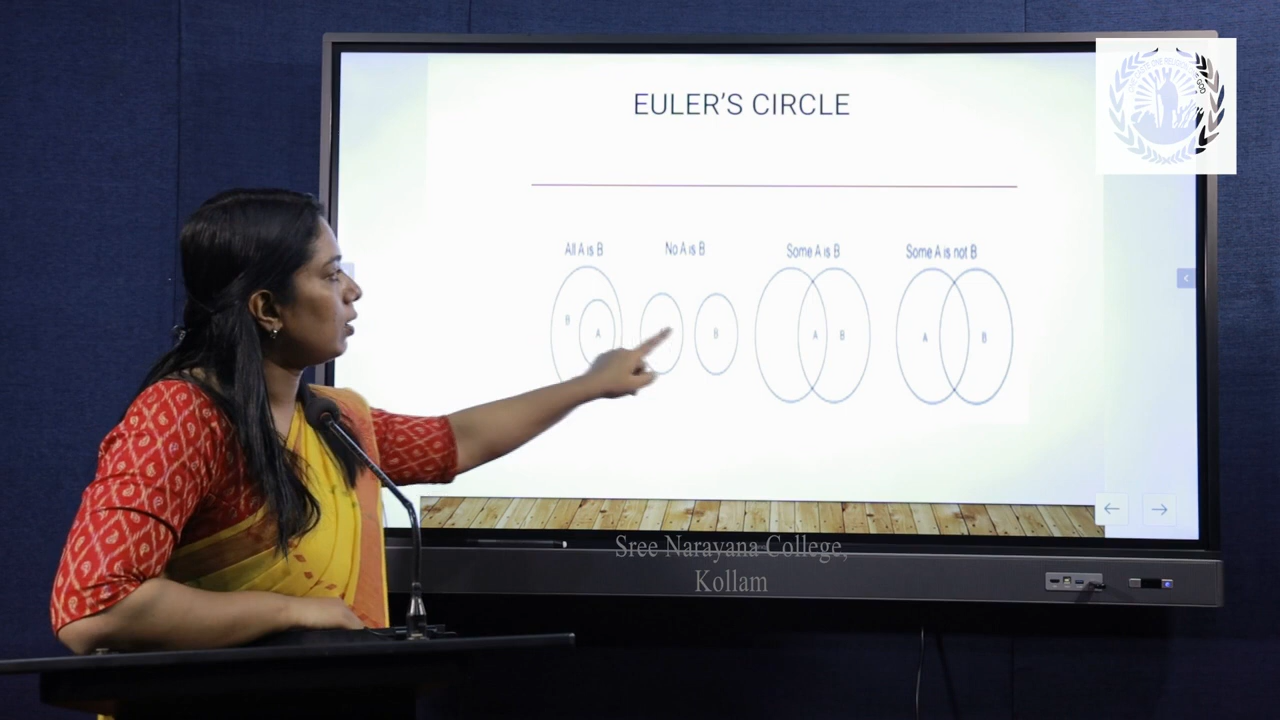 EULER'S CIRCLE
All A is B
No A is B
Some A is B
Some A is not B
B
A
B
A
B
A
B
Sree Narayana College,
Kollam